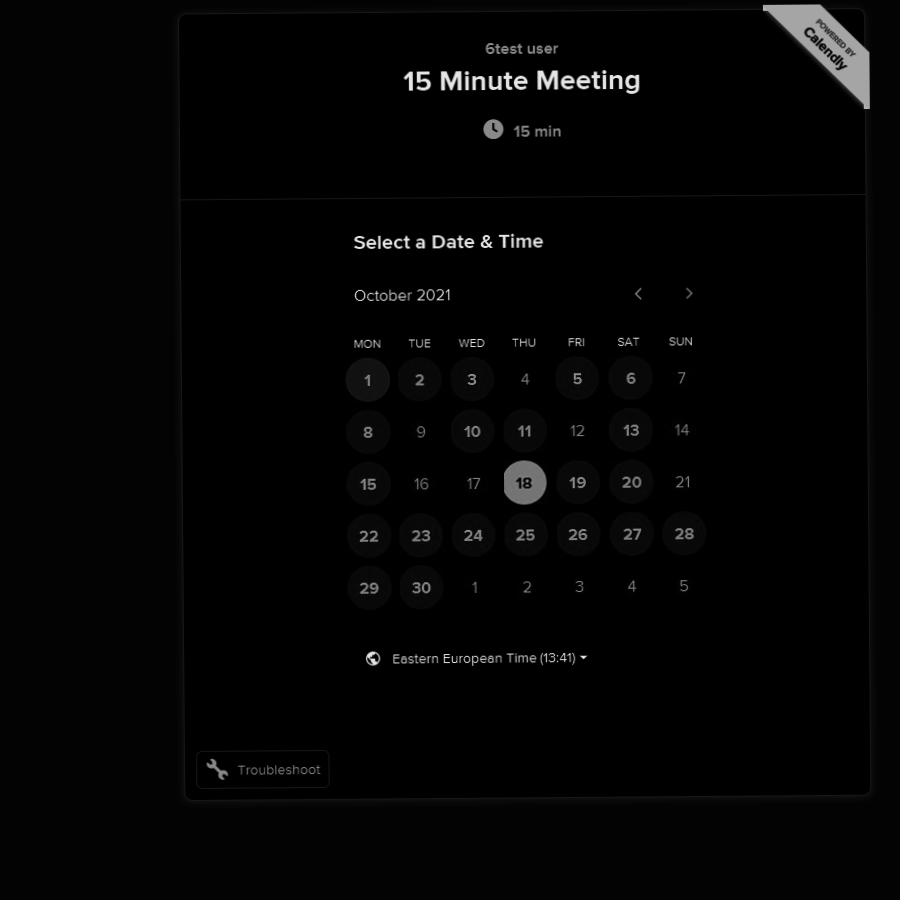 POWERED BY
Calendly
6test user
15 Minute Meeting
15 min
Select a Date & Time
October 2021
MON TUE WED THU FRI SAT SUN
1 2 3 4 5 6 7
8 9 10 11 12 13 14
15 16 17 18 19 20 21
22 23 24 25 26 27 28
29 30 1 2 3 4 5
Eastern European Time (13:41)
Troubleshoot